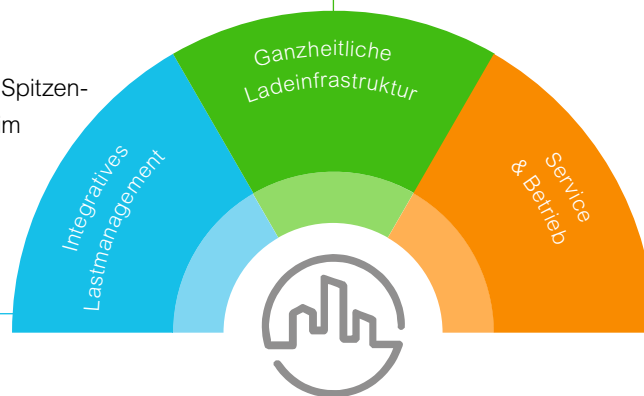 Spitzen-
m
Integratives
Lastmanagement
Ganzheitliche
Ladeinfrastruktur
Service
& Betrieb